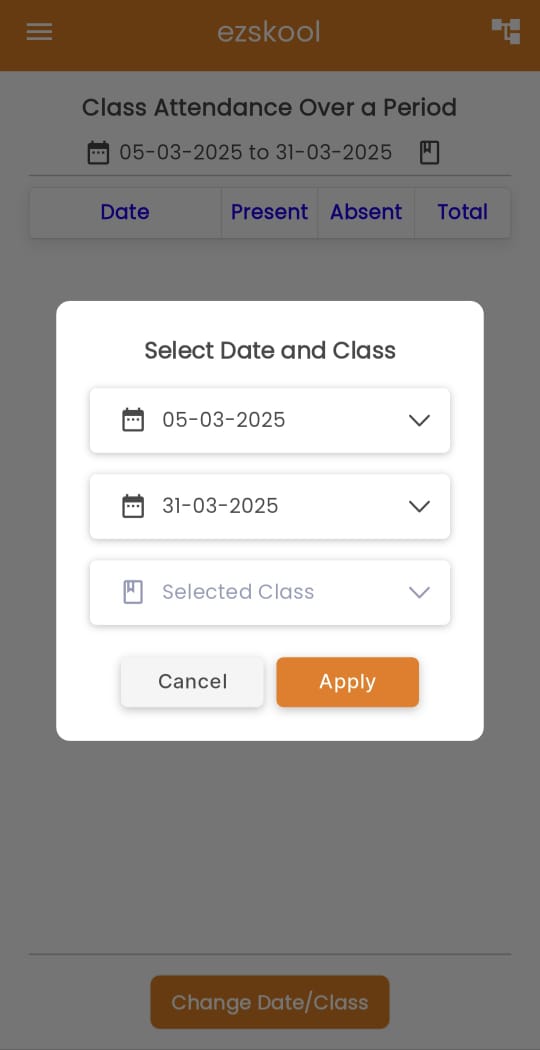 ezskool
Class Attendance Over a Period
05-03-2025 to 31-03-2025
Date Present Absent Total
Select Date and Class
05-03-2025
31-03-2025
Selected Class
Cancel Apply
Change Date/Class